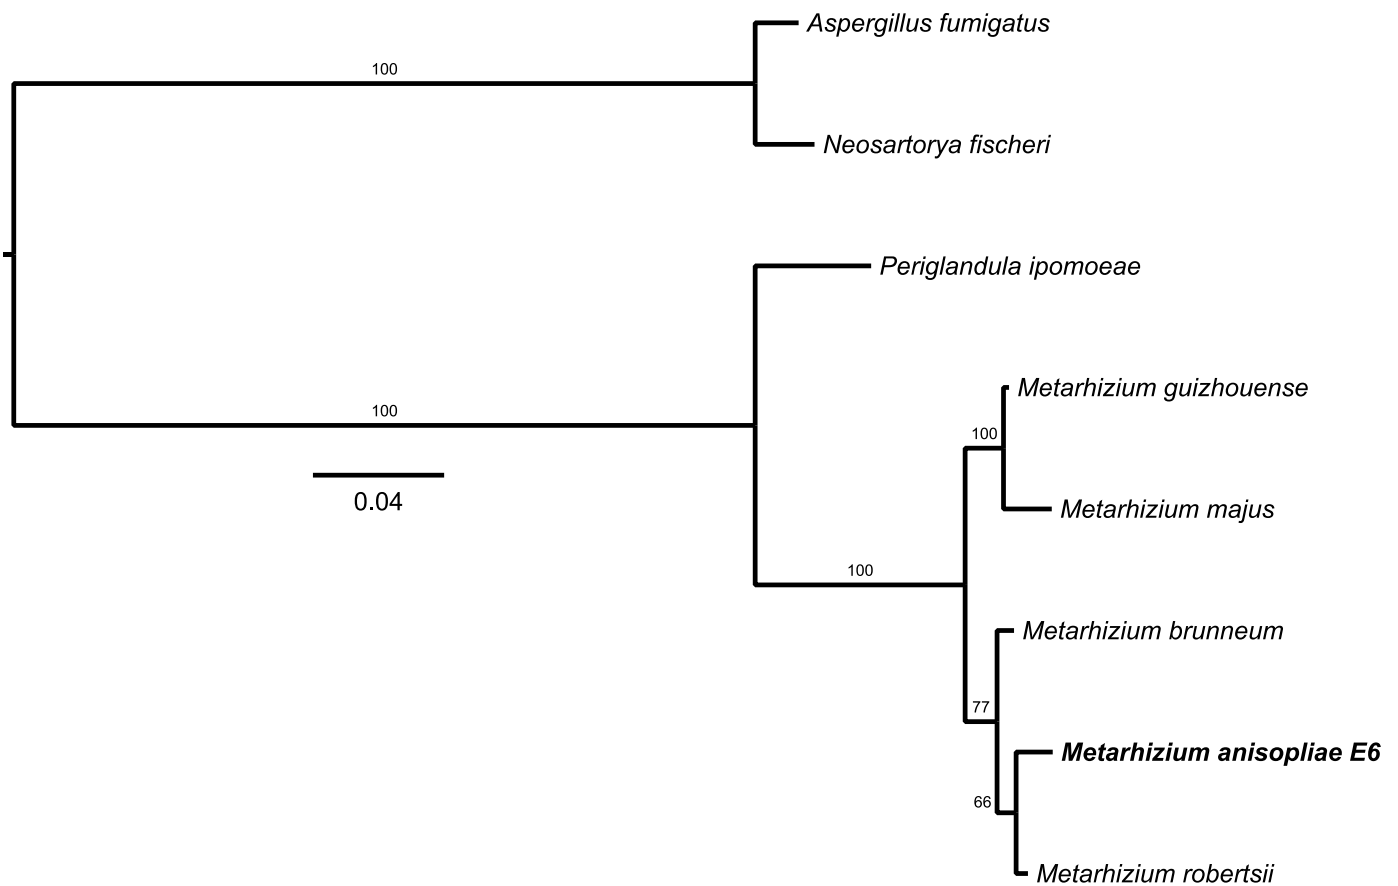 Aspergillus fumigatus
100
Neosartorya fischeri
Periglandula ipomoeae
Metarhizium guizhouense
100
100
0.04
Metarhizium majus
100
Metarhizium brunneum
77
Metarhizium anisopliae E6
66
Metarhizium robertsii